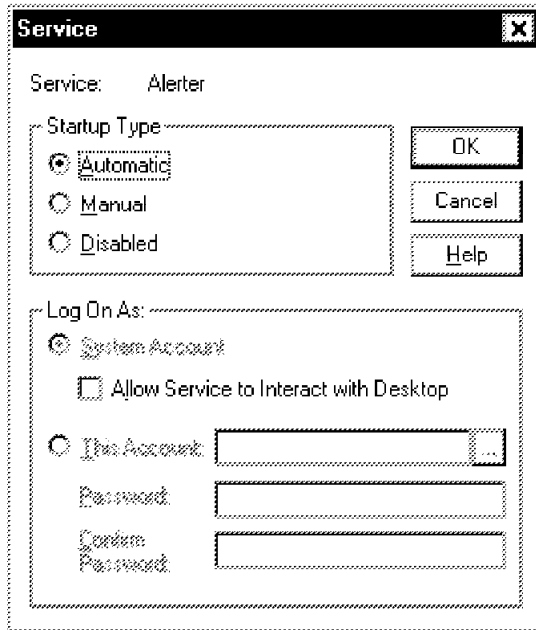 Service
Service: Alerter
Startup Type
Automatic
Manual
Disabled
OK
Cancel
Help
Log On As:
System Account
Allow Service to Interact with Desktop
This Account:
...
Password:
Confirm
Password: